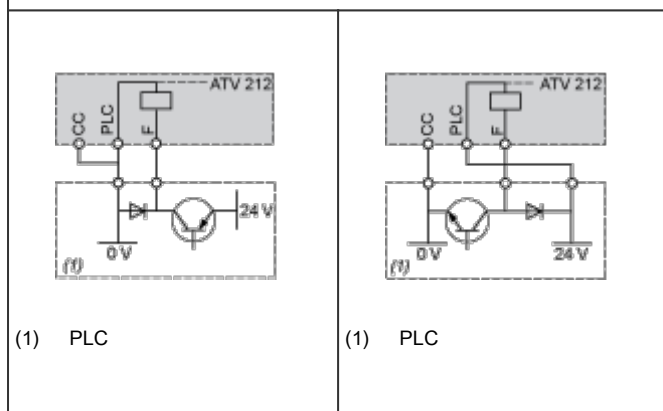 ATV 212
CC
PLC
F
24 V
0 V
(1)
(1) PLC
ATV 212
CC
PLC
F
0 V
24 V
(1)
(1) PLC